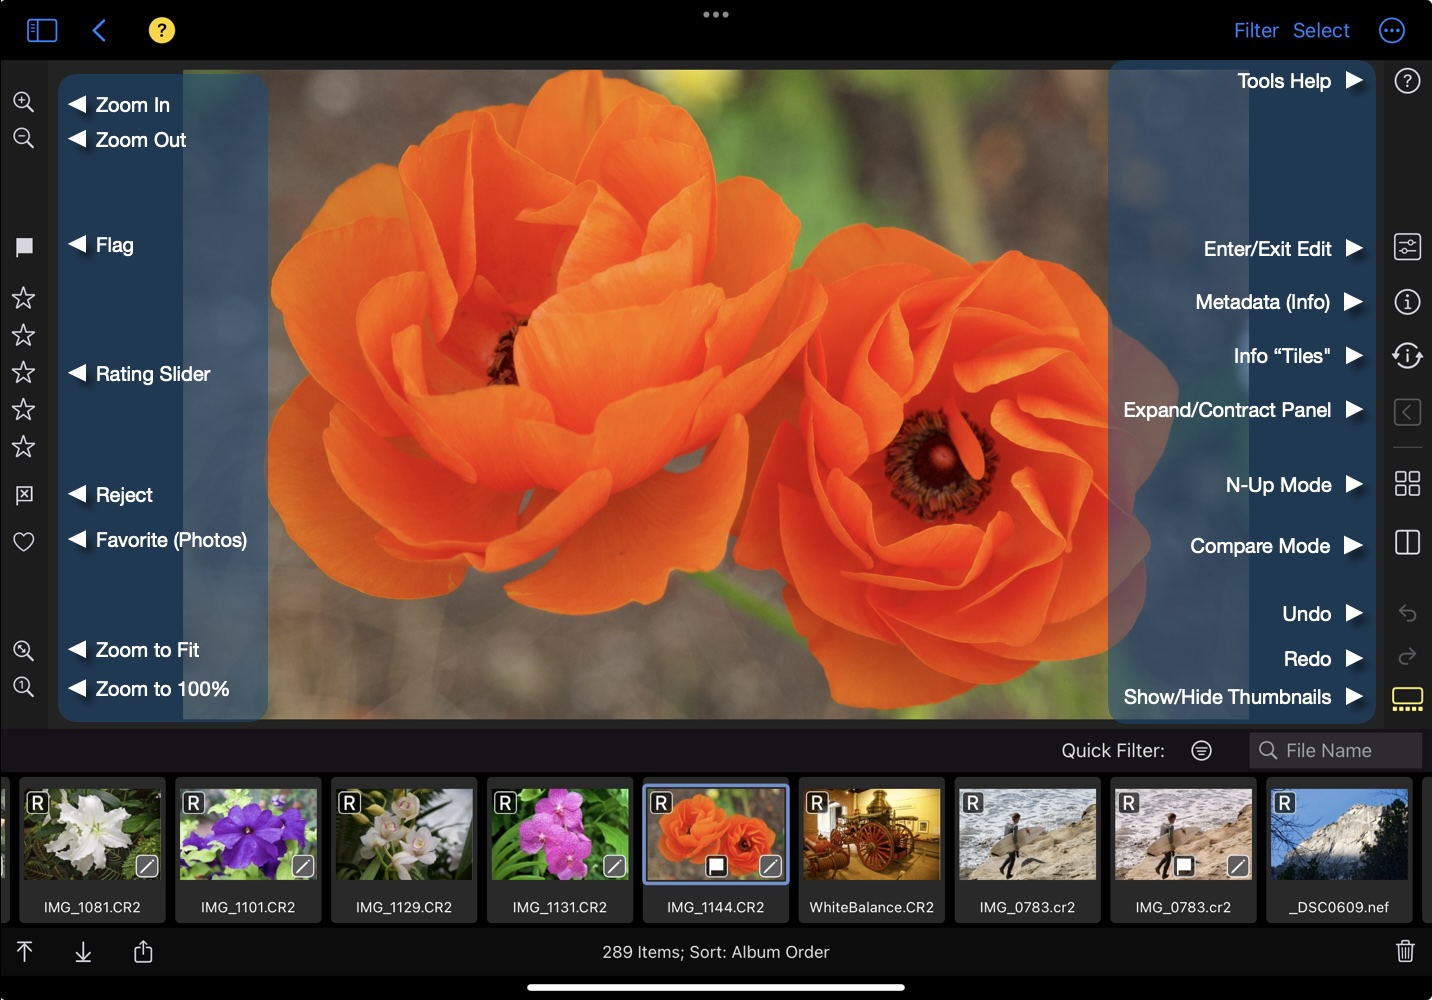 ?
Filter Select
Zoom In
Zoom Out
Flag
Rating Slider
Reject
Favorite (Photos)
Zoom to Fit
1
Zoom to 100%
Tools Help
?
Enter/Exit Edit
Metadata (Info)
i
Info “Tiles"
i
Expand/Contract Panel
N-Up Mode
Compare Mode
Undo
Redo
Show/Hide Thumbnails
Quick Filter:
File Name
R R R R R R R R R
IMG_1081.CR2 IMG_1101.CR2 IMG_1129.CR2 IMG_1131.CR2 IMG_1144.CR2 WhiteBalance.CR2 IMG_0783.cr2 IMG_0783.cr2 _DSC0609.nef
289 Items; Sort: Album Order